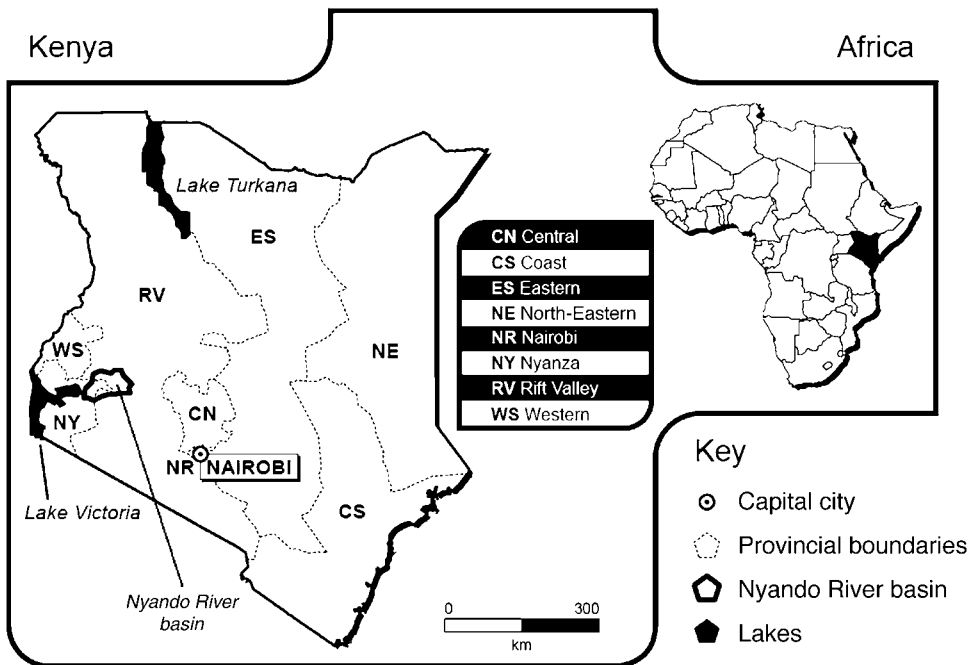 Kenya
Africa
Lake Turkana
ES
RV
WS
NE
NY
CN
NR
NAIROBI
CS
Lake Victoria
Nyando River
basin
CN Central
CS Coast
ES Eastern
NE North-Eastern
NR Nairobi
NY Nyanza
RV Rift Valley
WS Western
Key
Capital city
Provincial boundaries
Nyando River basin
Lakes
0 300
km